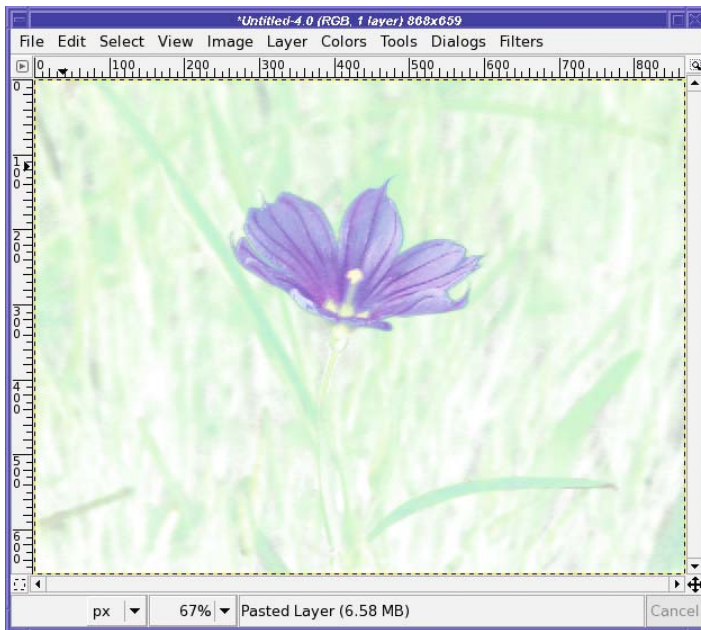 *Untitled-4.0 (RGB, 1 layer) 868x659
File Edit Select View Image Layer Colors Tools Dialogs Filters
0 100 200 300 400 500 600 700 800
0
100
200
300
400
500
600
px 67% Pasted Layer (6.58 MB) Cancel